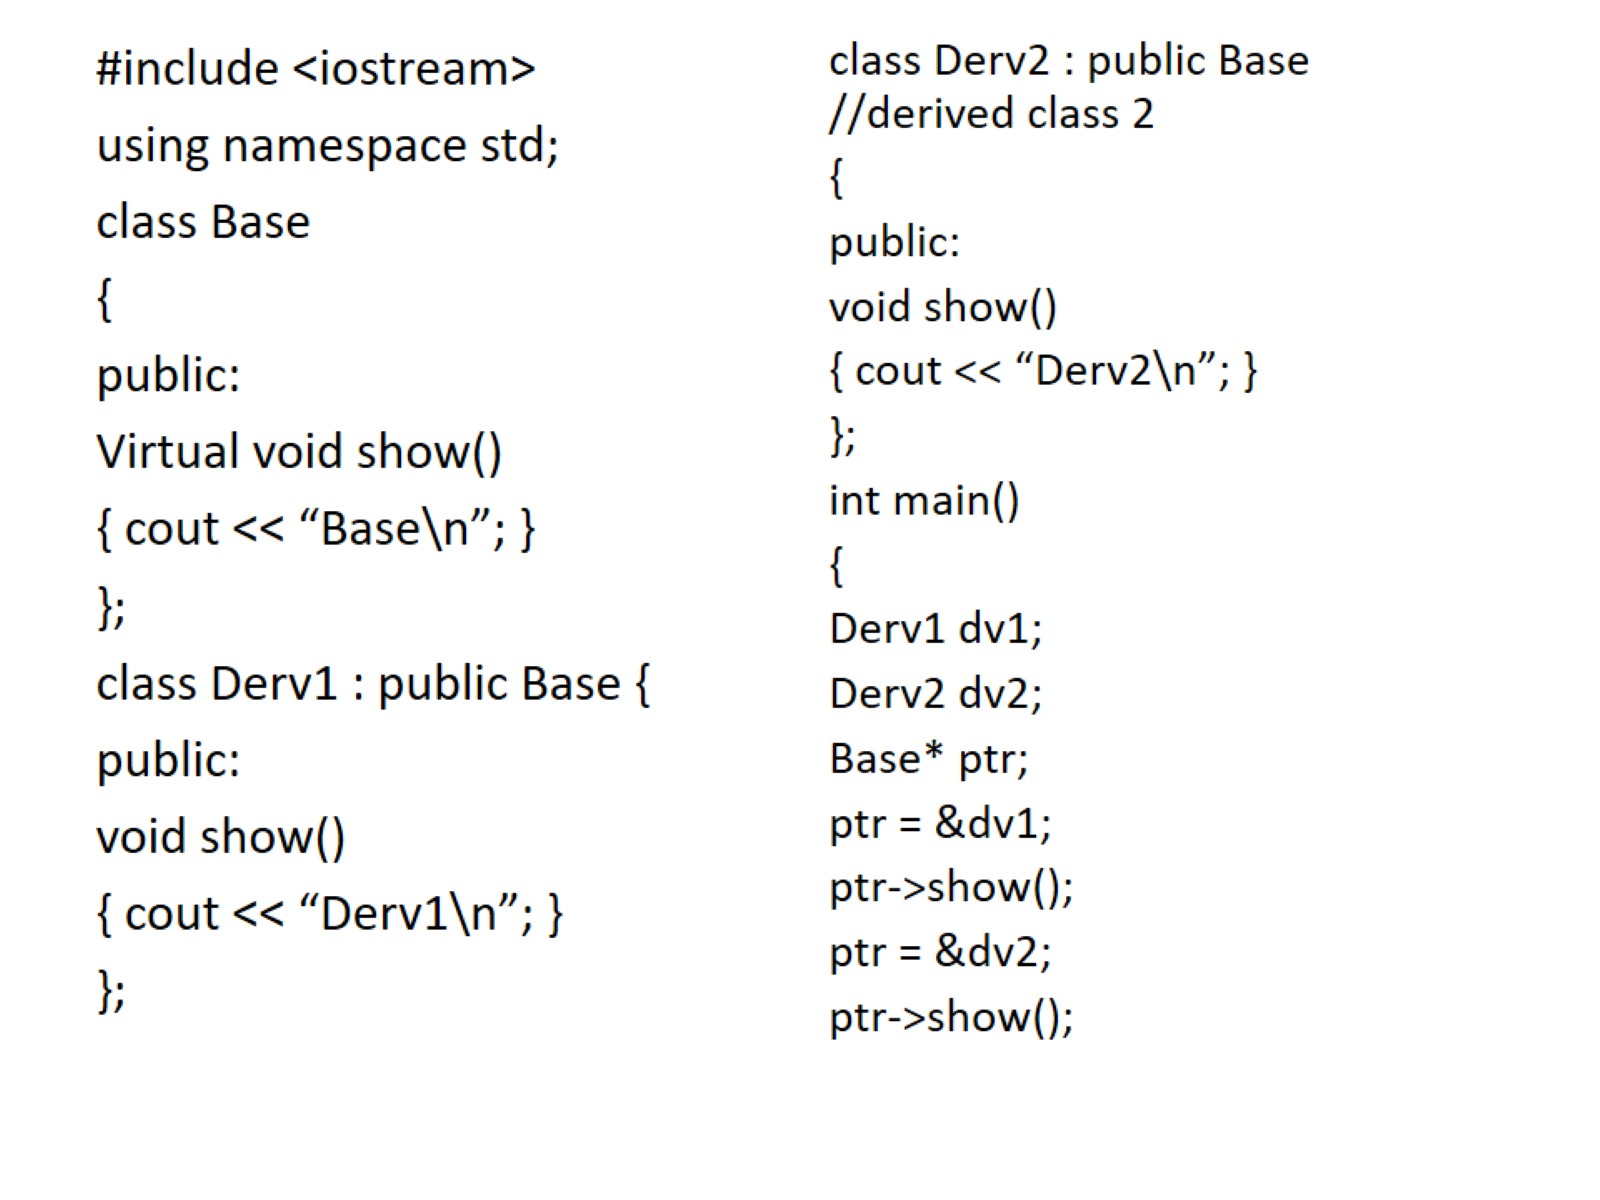 #include <iostream>
using namespace std;
class Base
{
public:
Virtual void show()
{ cout << “Base\n”; }
};
class Derv1 : public Base {
public:
void show()
{ cout << “Derv1\n”; }
};
class Derv2 : public Base
//derived class 2
{
public:
void show()
{ cout << “Derv2\n”; }
};
int main()
{
Derv1 dv1;
Derv2 dv2;
Base* ptr;
ptr = &dv1;
ptr->show();
ptr = &dv2;
ptr->show();